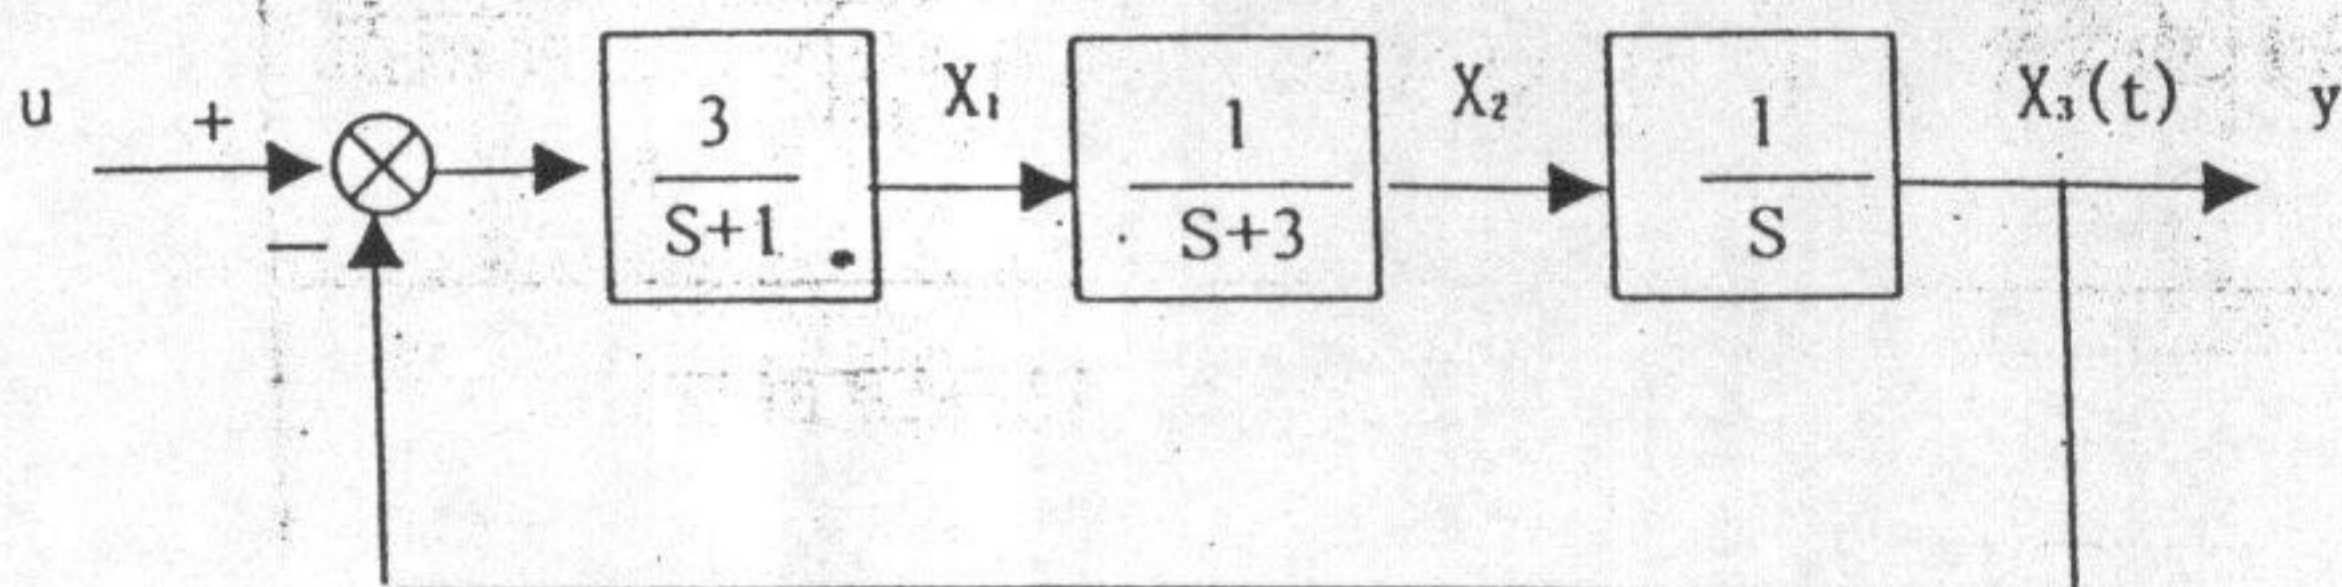 u + 3 X₁ 1 X₂ 1 X₃(t) y
− S+1 S+3 S